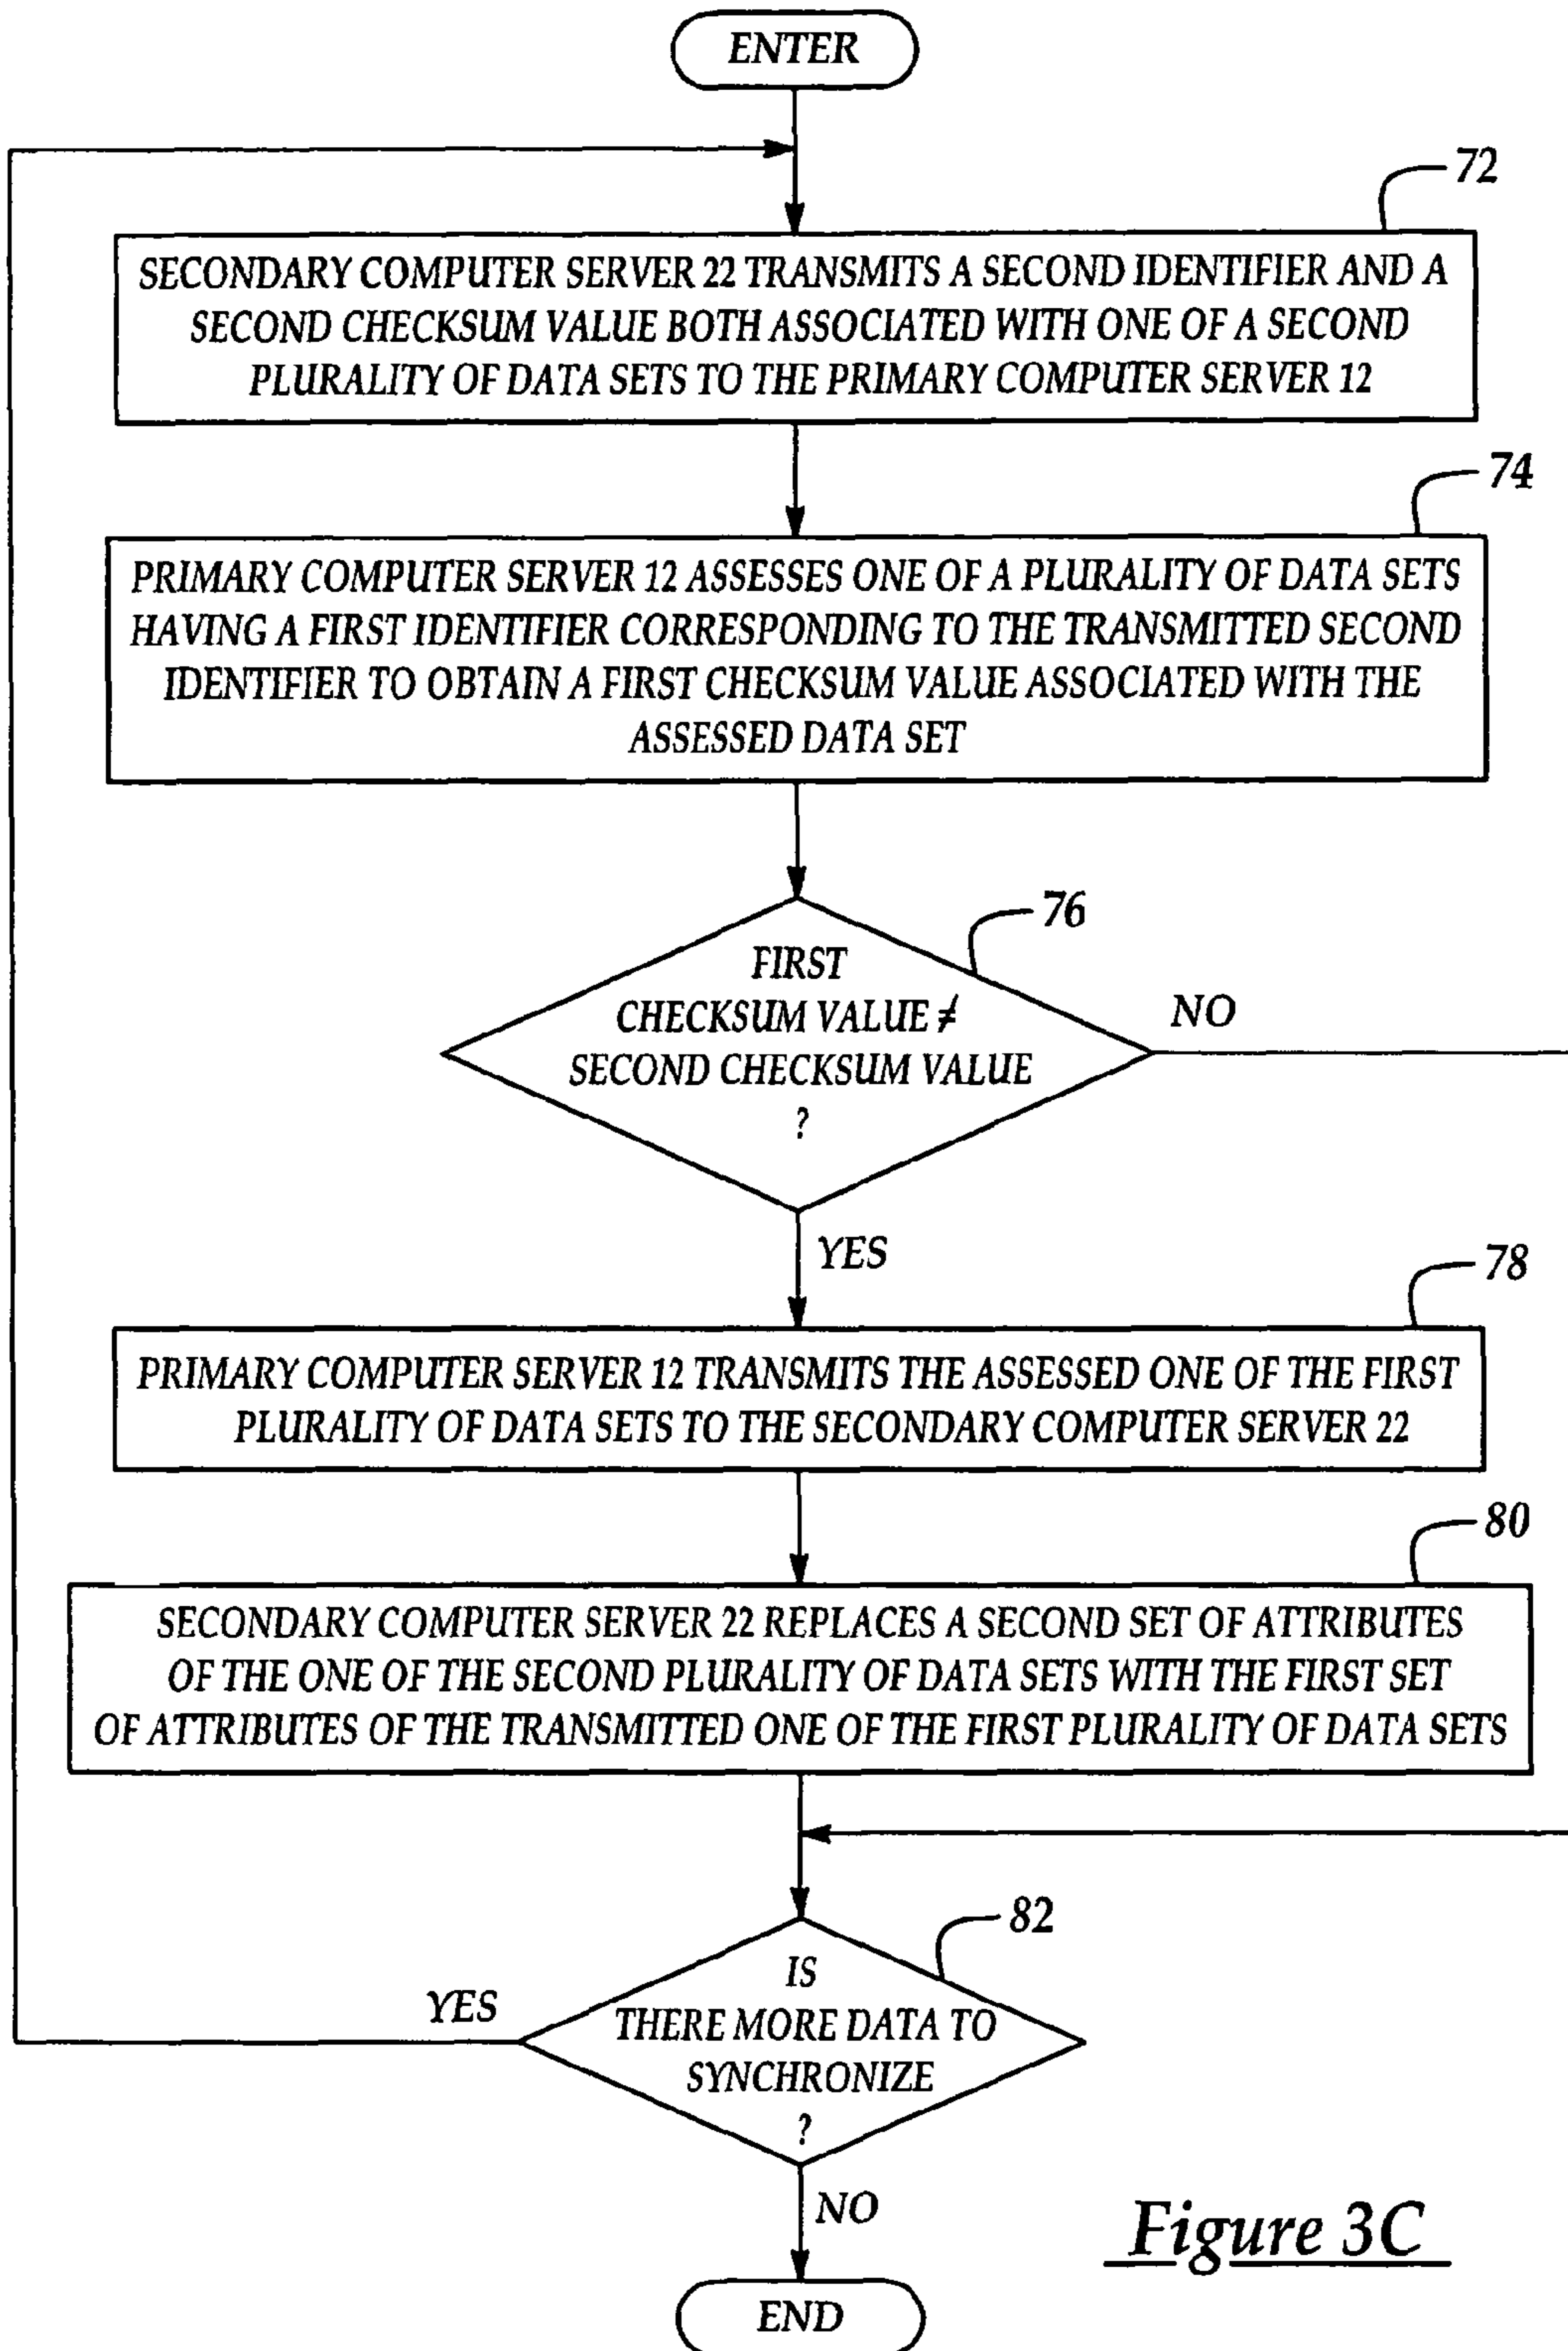 ENTER
72
SECONDARY COMPUTER SERVER 22 TRANSMITS A SECOND IDENTIFIER AND A
SECOND CHECKSUM VALUE BOTH ASSOCIATED WITH ONE OF A SECOND
PLURALITY OF DATA SETS TO THE PRIMARY COMPUTER SERVER 12
74
PRIMARY COMPUTER SERVER 12 ASSESSES ONE OF A PLURALITY OF DATA SETS
HAVING A FIRST IDENTIFIER CORRESPONDING TO THE TRANSMITTED SECOND
IDENTIFIER TO OBTAIN A FIRST CHECKSUM VALUE ASSOCIATED WITH THE
ASSESSED DATA SET
76
FIRST
CHECKSUM VALUE ≠
SECOND CHECKSUM VALUE
?
NO
YES
78
PRIMARY COMPUTER SERVER 12 TRANSMITS THE ASSESSED ONE OF THE FIRST
PLURALITY OF DATA SETS TO THE SECONDARY COMPUTER SERVER 22
80
SECONDARY COMPUTER SERVER 22 REPLACES A SECOND SET OF ATTRIBUTES
OF THE ONE OF THE SECOND PLURALITY OF DATA SETS WITH THE FIRST SET
OF ATTRIBUTES OF THE TRANSMITTED ONE OF THE FIRST PLURALITY OF DATA SETS
82
IS
THERE MORE DATA TO
SYNCHRONIZE
?
YES
NO
END
Figure 3C